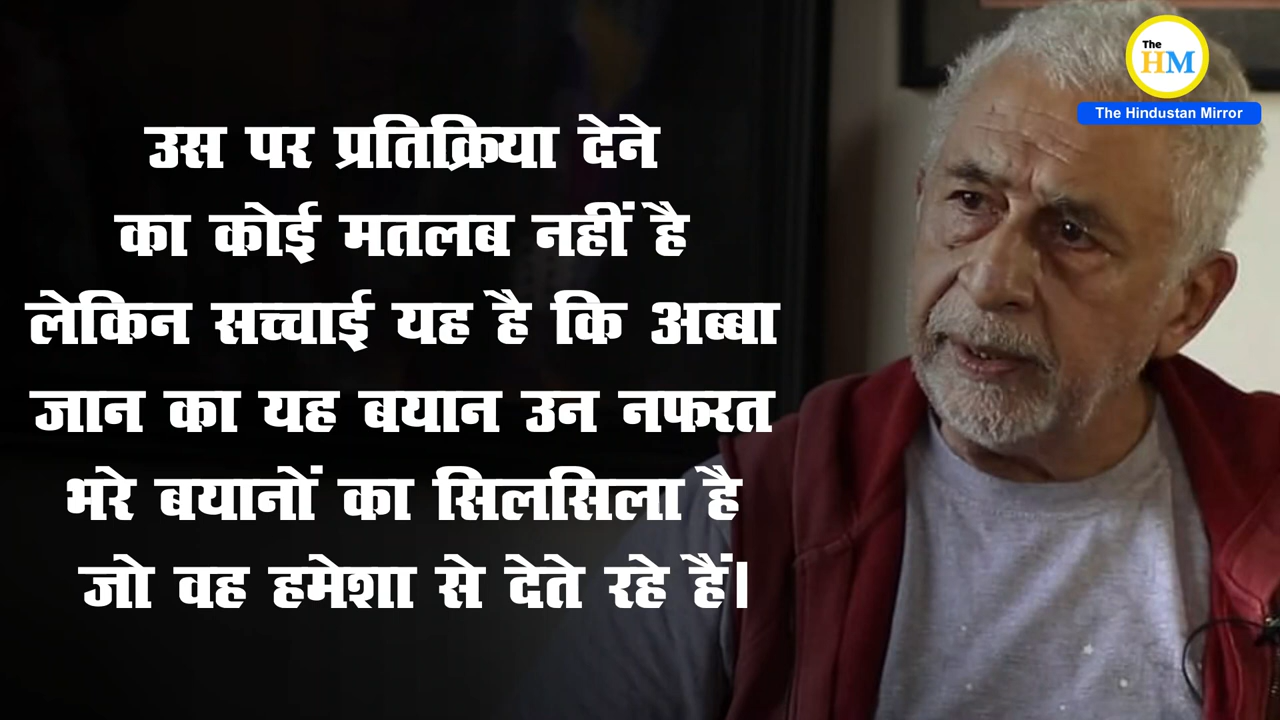 The
HM
The Hindustan Mirror
उस पर प्रतिक्रिया देने
का कोई मतलब नहीं है
लेकिन सच्चाई यह है कि अब्बा
जान का यह बयान उन नफरत
भरे बयानों का सिलसिला है
जो वह हमेशा से देते रहे हैं।